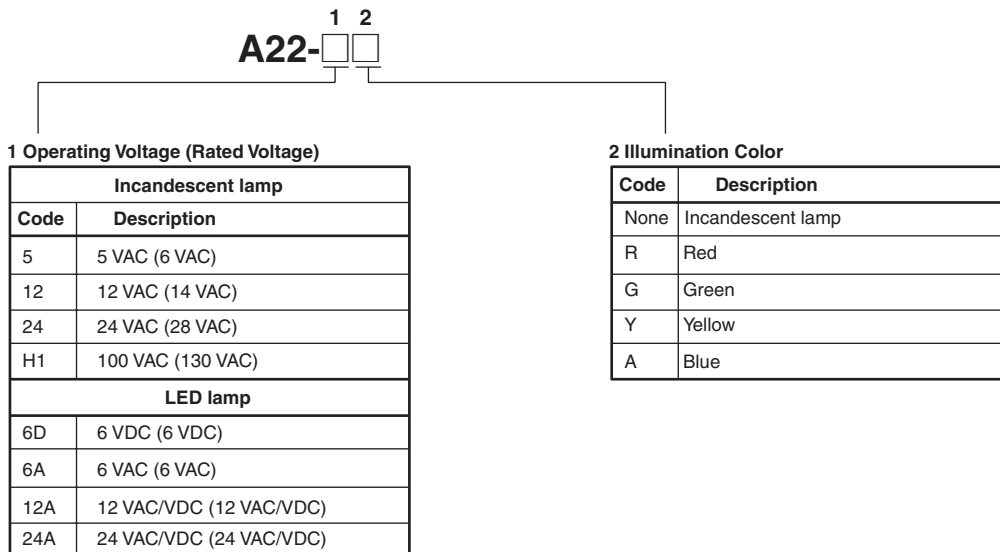 1 2
A22-□□
1 Operating Voltage (Rated Voltage)
Incandescent lamp
Code Description
5 5 VAC (6 VAC)
12 12 VAC (14 VAC)
24 24 VAC (28 VAC)
H1 100 VAC (130 VAC)
LED lamp
6D 6 VDC (6 VDC)
6A 6 VAC (6 VAC)
12A 12 VAC/VDC (12 VAC/VDC)
24A 24 VAC/VDC (24 VAC/VDC)
2 Illumination Color
Code Description
None Incandescent lamp
R Red
G Green
Y Yellow
A Blue